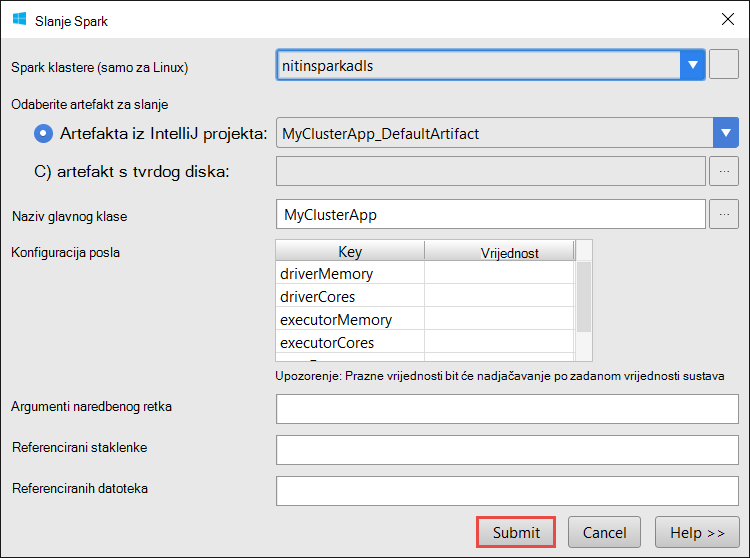 Slanje Spark
Spark klastere (samo za Linux)
nitinsparkadls
Odaberite artefakt za slanje
Artefakta iz IntelliJ projekta:
MyClusterApp_DefaultArtifact
C) artefakt s tvrdog diska:
...
Naziv glavnog klase
MyClusterApp
...
Konfiguracija posla
Key
Vrijednost
driverMemory
driverCores
executorMemory
executorCores
Upozorenje: Prazne vrijednosti bit će nadjačavanje po zadanom vrijednosti sustava
Argumenti naredbenog retka
Referencirani staklenke
Referenciranih datoteka
Submit
Cancel
Help >>